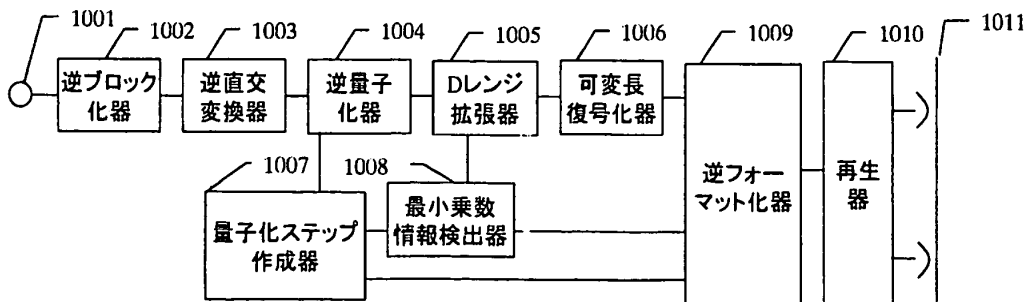 1001
1002
1003
1004
1005
1006
1009
1010
1011
逆ブロック
化器
逆直交
変換器
逆量子
化器
Dレンジ
拡張器
可変長
復号化器
1007
1008
量子化ステップ
作成器
最小乗数
情報検出器
逆フォー
マット化器
再生
器